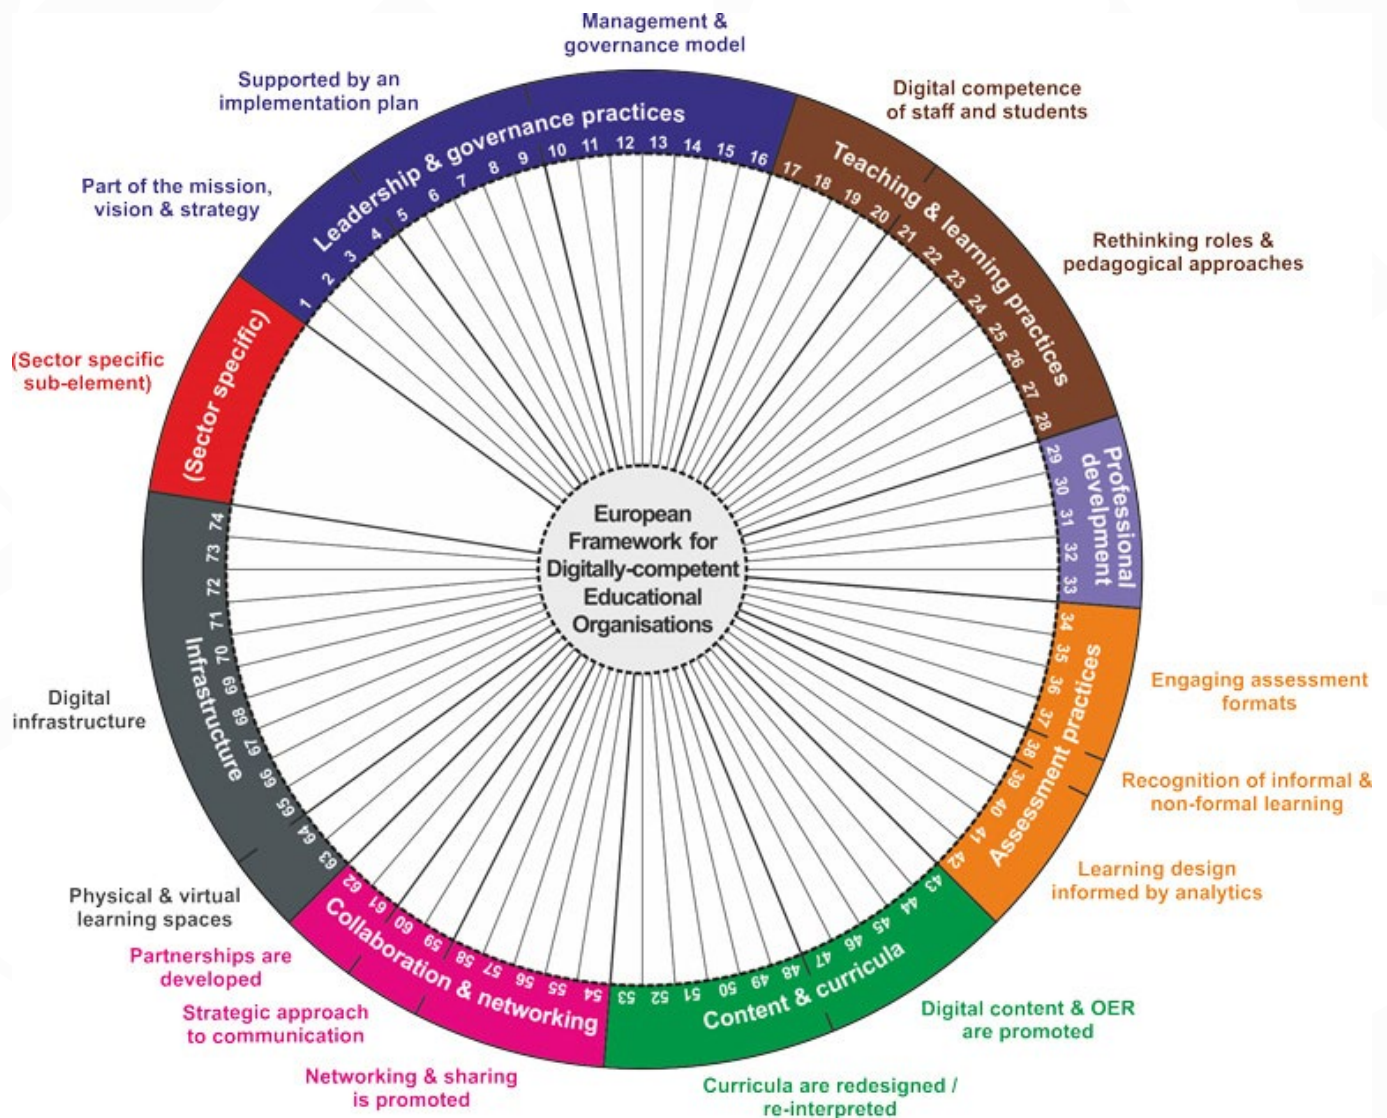 Management &
governance model
Supported by an
implementation plan
Part of the mission,
vision & strategy
(Sector specific
sub-element)
Digital competence
of staff and students
Rethinking roles &
pedagogical approaches
Leadership & governance practices
Teaching & learning practices
Professional
develpment
Assessment practices
Content & curricula
Collaboration & networking
Infrastructure
(Sector specific)
1 2 3 4 5 6 7 8 9 10 11 12 13 14 15 16
17 18 19 20 21 22 23 24 25 26 27 28
29 30 31 32 33
34 35 36 37 38 39 40 41 42
43 44 45 46 47 48 49 50 51 52 53
54 55 56 57 58 59 60 61 62
63 64 65 66 67 68 69 70 71 72 73 74
European
Framework for
Digitally-competent
Educational
Organisations
Engaging assessment
formats
Recognition of informal &
non-formal learning
Learning design
informed by analytics
Digital content & OER
are promoted
Curricula are redesigned /
re-interpreted
Networking & sharing
is promoted
Strategic approach
to communication
Partnerships are
developed
Physical & virtual
learning spaces
Digital
infrastructure